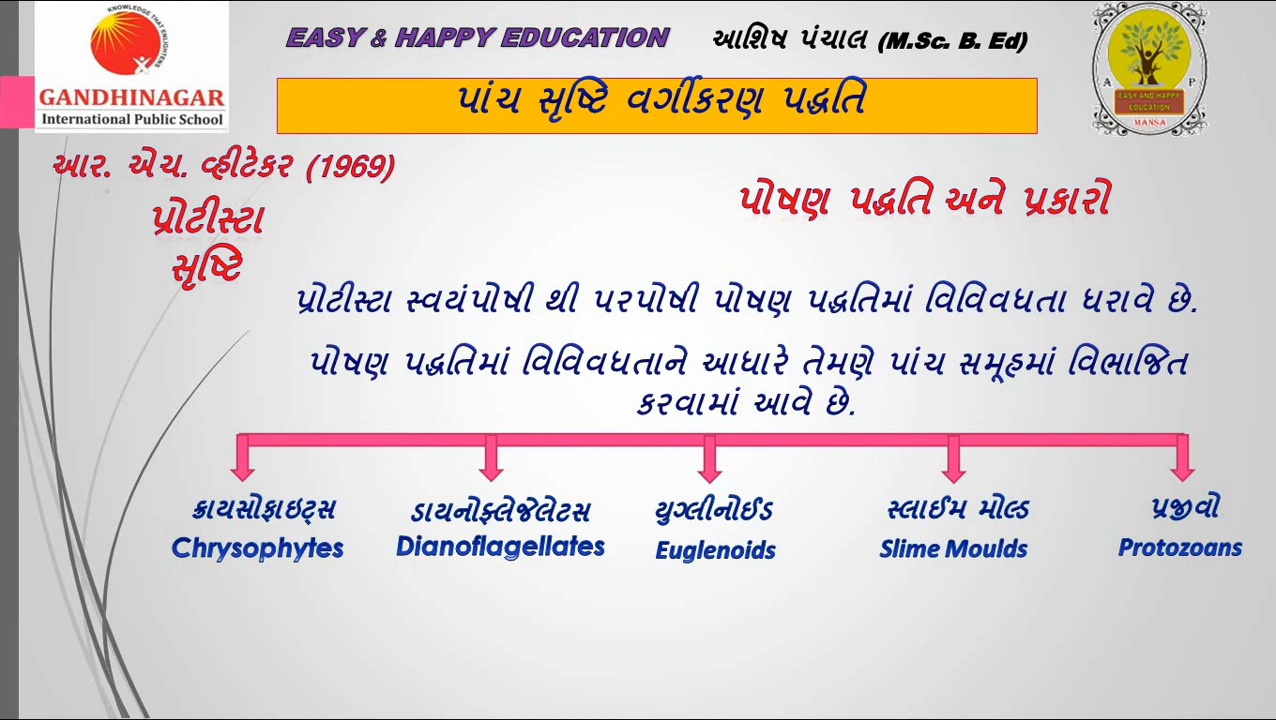 KNOWLEDGE THAT ENLIGHTENS
GANDHINAGAR
International Public School
EASY & HAPPY EDUCATION
આશિષ પંચાલ (M.Sc. B. Ed)
A P
EASY AND HAPPY
EDUCATION
MANSA
પાંચ સૃષ્ટિ વર્ગીકરણ પદ્ધતિ
આર. એચ. વ્હીટેકર (1969)
પ્રોટીસ્ટા
સૃષ્ટિ
પોષણ પદ્ધતિ અને પ્રકારો
પ્રોટીસ્ટા સ્વયંપોષી થી પરપોષી પોષણ પદ્ધતિમાં વિવિવધતા ધરાવે છે.
પોષણ પદ્ધતિમાં વિવિવધતાને આધારે તેમણે પાંચ સમૂહમાં વિભાજિત
કરવામાં આવે છે.
ક્રાયસોફાઇટ્સ
Chrysophytes
ડાયનોફ્લેજેલેટસ
Dianoflagellates
યુગ્લીનોઈડ
Euglenoids
સ્લાઈમ મોલ્ડ
Slime Moulds
પ્રજીવો
Protozoans